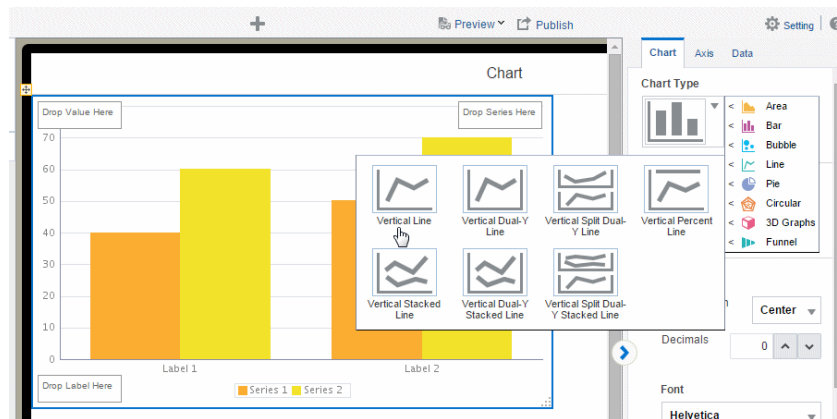 Preview
Publish
Setting
Chart
Axis
Data
Chart
Chart Type
Drop Value Here
Drop Series Here
< Area
< Bar
< Bubble
< Line
< Pie
< Circular
< 3D Graphs
< Funnel
70
60
50
40
30
20
10
0
Vertical Line
Vertical Dual-Y
Line
Vertical Split Dual-
Y Line
Vertical Percent
Line
Vertical Stacked
Line
Vertical Dual-Y
Stacked Line
Vertical Split Dual-
Y Stacked Line
Label 1
Label 2
Drop Label Here
Series 1
Series 2
Center
Decimals
0
Font
Helvetica